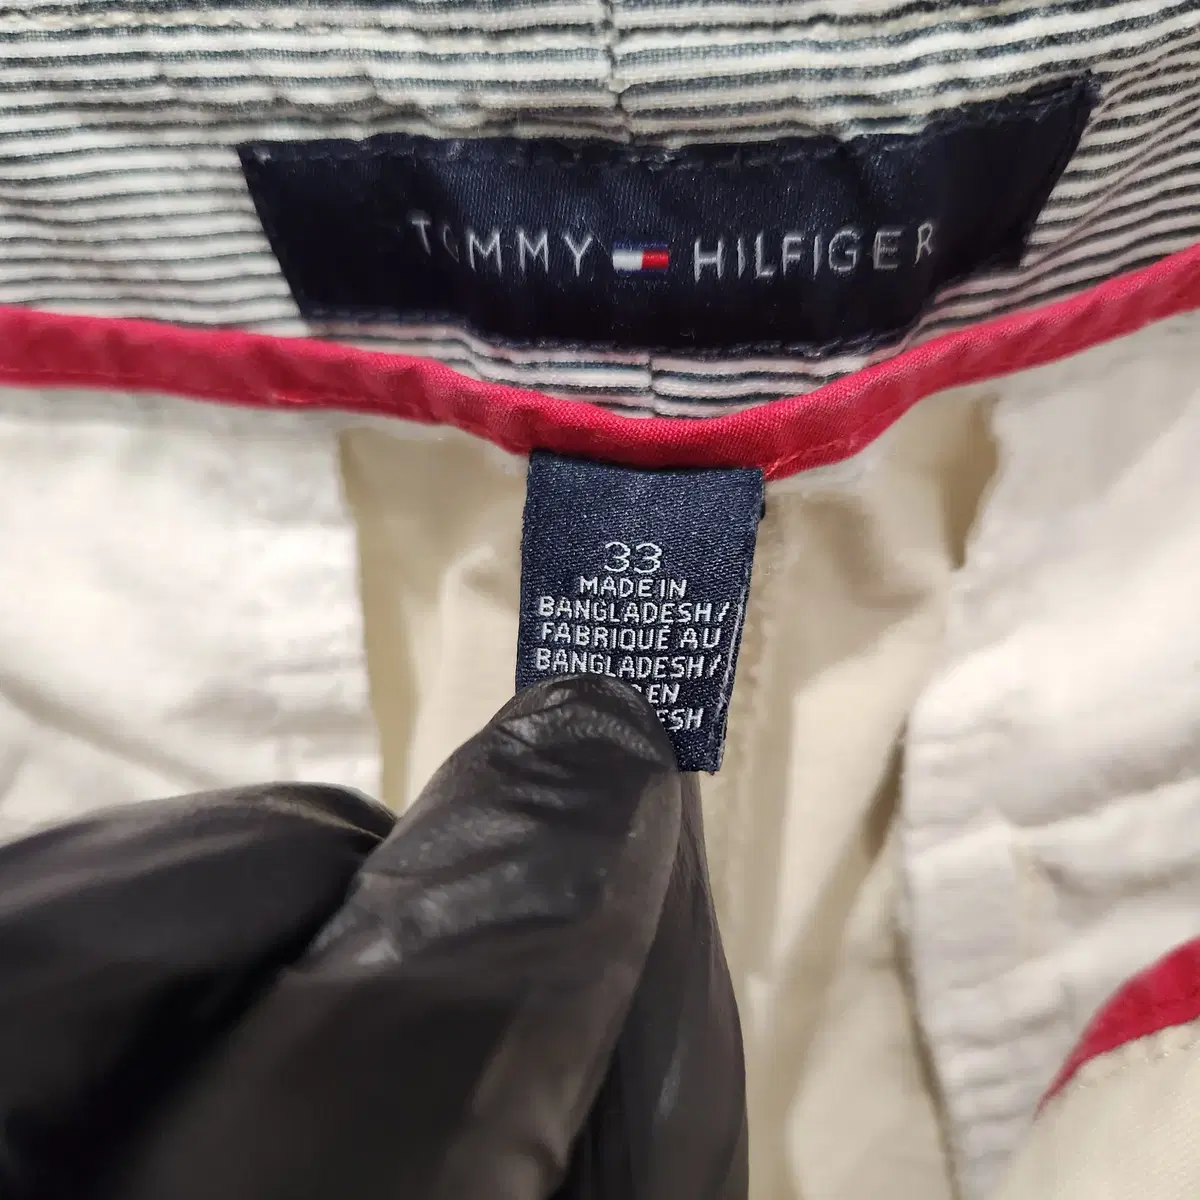 TOMMY HILFIGER
33
MADE IN
BANGLADESH/
FABRIQUÉ AU
BANGLADESH/